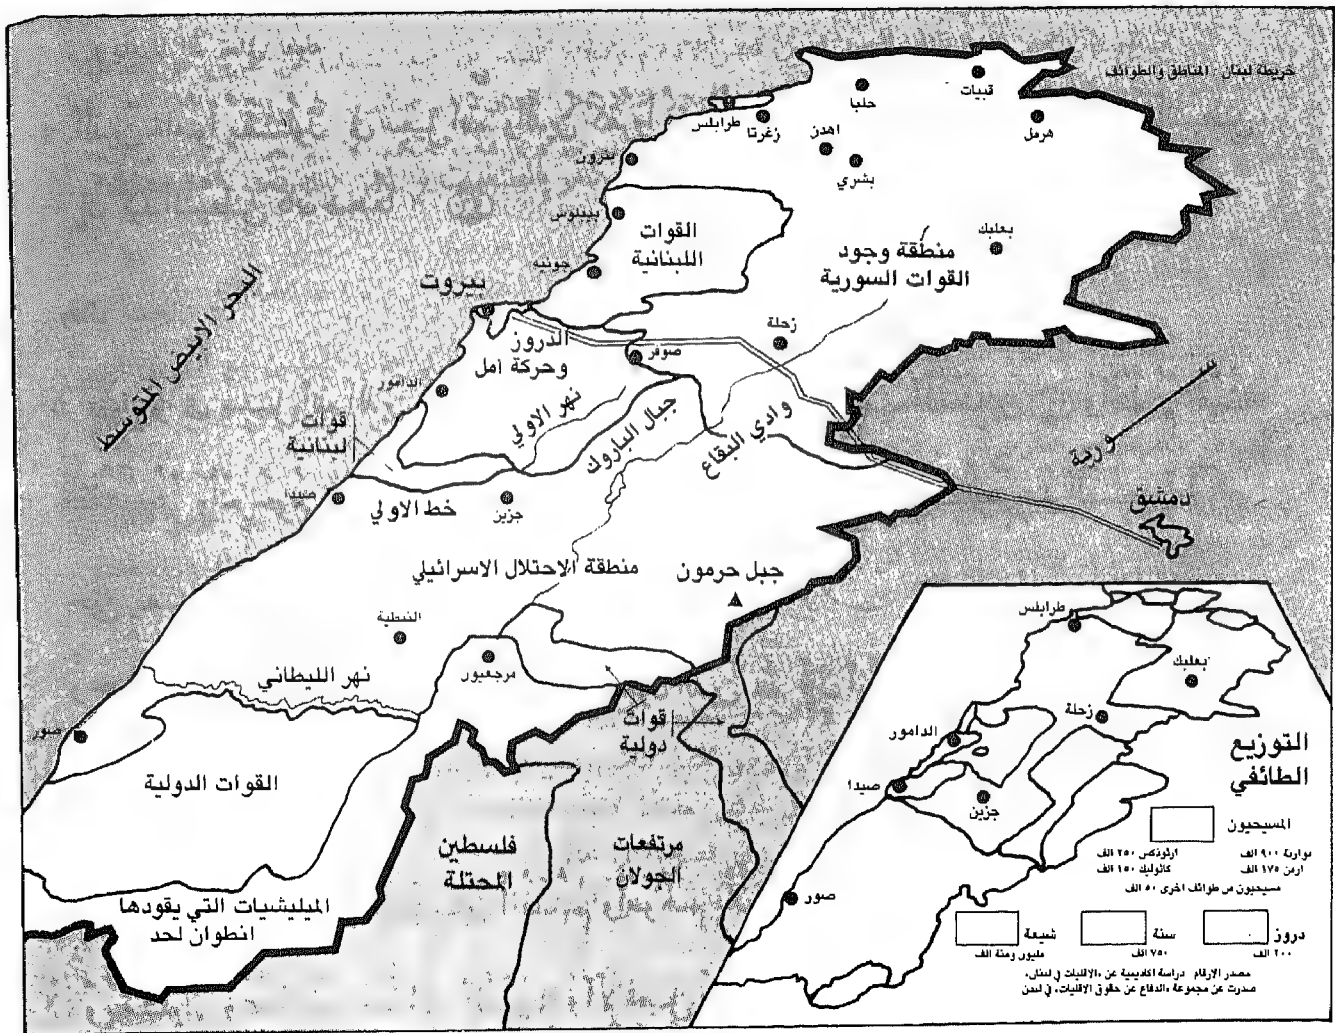 خريطة لبنان المناطق والطوائف
قبيات
حلبا
هرمل
طرابلس
زغرتا
اهدن
بشري
بترون
القوات
اللبنانية
بعلبك
منطقة وجود
القوات السورية
جونيه
بيروت
البحر الابيض المتوسط
زحلة
الدروز
وحركة أمل
صوفر
الدامور
نهر الاولي
جبال الباروك
وادي البقاع
سورية
قوات
لبنانية
دمشق
صيدا
خط الاولي
جزين
منطقة الاحتلال الاسرائيلي
جبل حرمون
النبطية
مرجعيون
نهر الليطاني
قوات
دولية
صور
القوات الدولية
فلسطين
المحتلة
مرتفعات
الجولان
الميليشيات التي يقودها
انطوان لحد
طرابلس
بعلبك
زحلة
الدامور
صيدا
جزين
صور
التوزيع
الطائفي
المسيحيون
موارنة ٩٠٠ الف
ارثوذكس ٢٥٠ الف
ارمن ١٧٥ الف
كاثوليك ١٥٠ الف
مسيحيون من طوائف اخرى ٥٠ الف
دروز
٢٠٠ الف
سنة
٧٥٠ الف
شيعة
مليون ومئة الف
مصدر الارقام دراسة اكاديمية عن «الاقليات في لبنان»
صدرت عن مجموعة «الدفاع عن حقوق الاقليات» في لندن